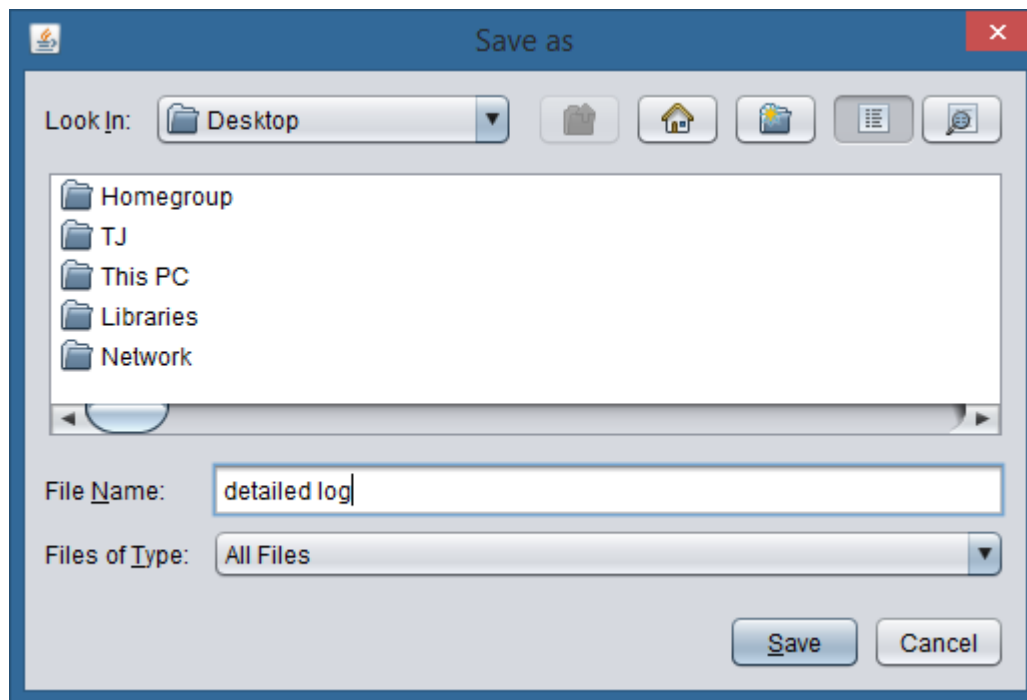 Save as
Look In: Desktop
Homegroup
TJ
This PC
Libraries
Network
File Name: detailed log
Files of Type: All Files
Save Cancel